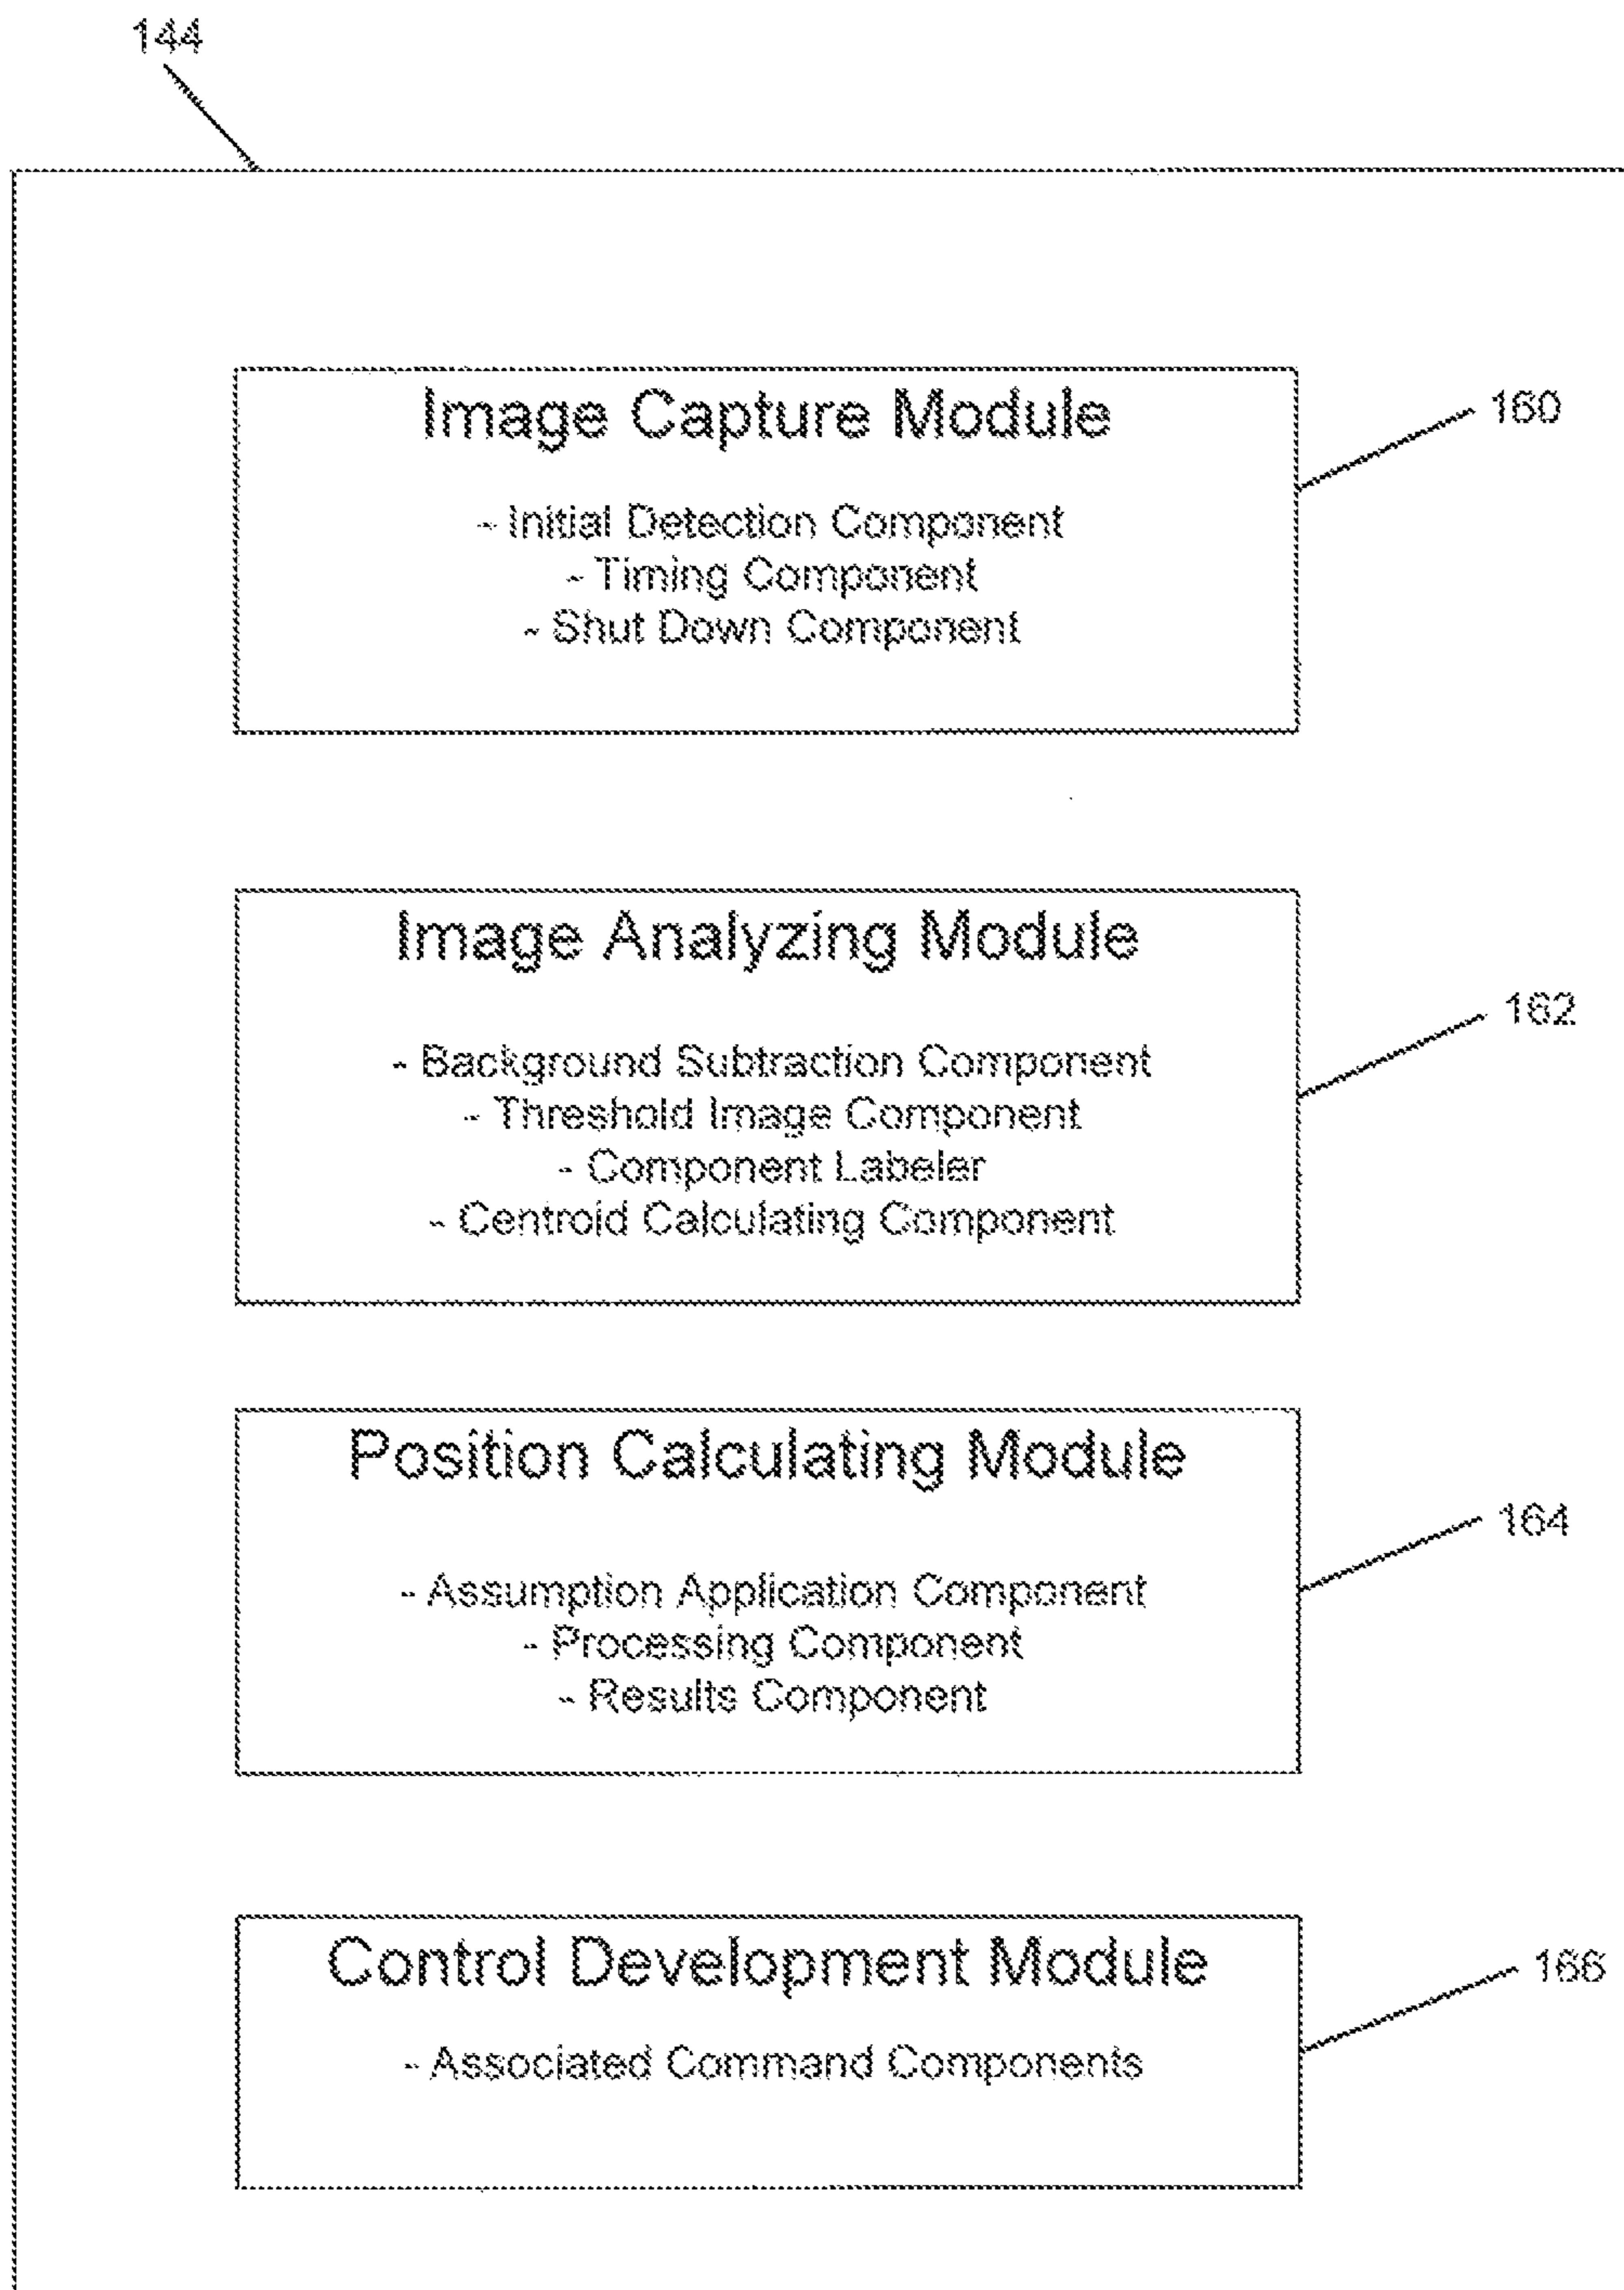 144
Image Capture Module
160
- Initial Detection Component
- Timing Component
- Shut Down Component
Image Analyzing Module
162
- Background Subtraction Component
- Threshold Image Component
- Component Labeler
- Centroid Calculating Component
Position Calculating Module
164
- Assumption Application Component
- Processing Component
- Results Component
Control Development Module
166
- Associated Command Components